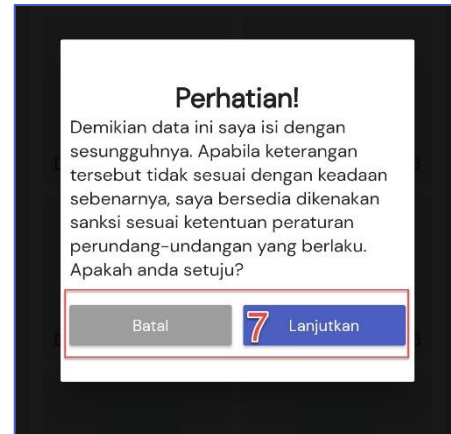 Perhatian!
Demikian data ini saya isi dengan
sesungguhnya. Apabila keterangan
tersebut tidak sesuai dengan keadaan
sebenarnya, saya bersedia dikenakan
sanksi sesuai ketentuan peraturan
perundang-undangan yang berlaku.
Apakah anda setuju?
Batal 7 Lanjutkan